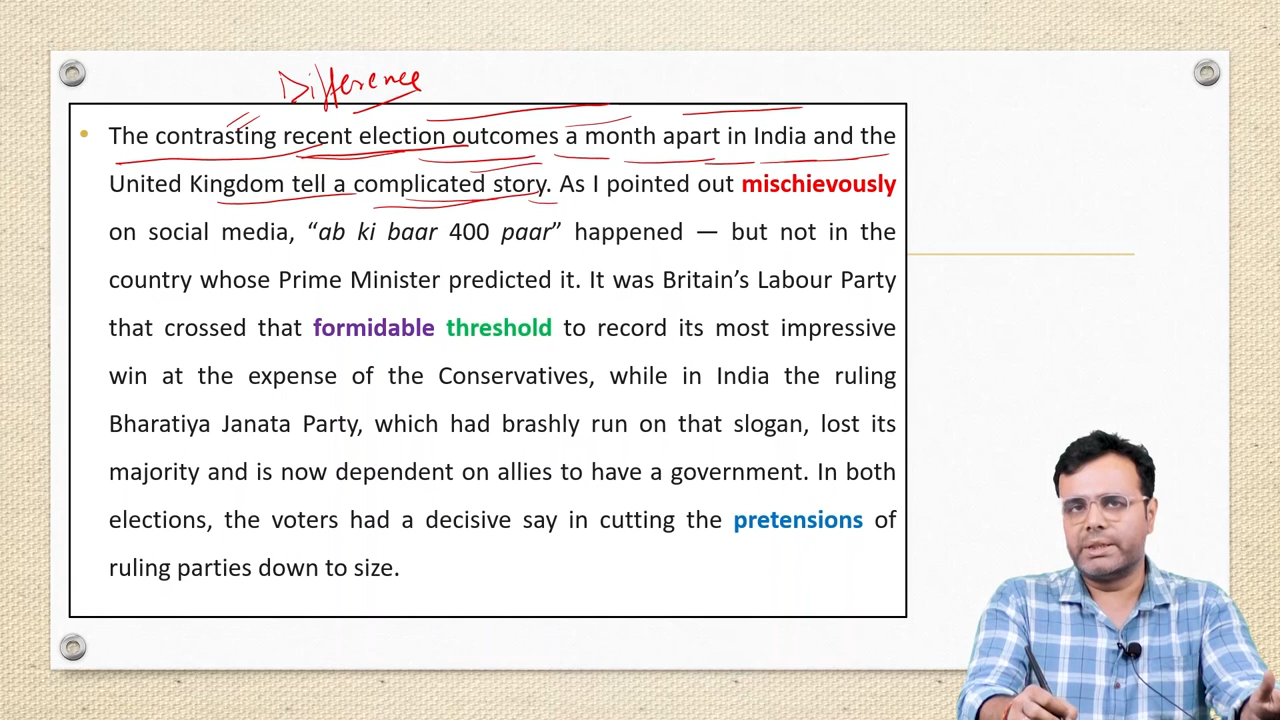 Difference
• The contrasting recent election outcomes a month apart in India and the
United Kingdom tell a complicated story. As I pointed out mischievously
on social media, “ab ki baar 400 paar” happened — but not in the
country whose Prime Minister predicted it. It was Britain’s Labour Party
that crossed that formidable threshold to record its most impressive
win at the expense of the Conservatives, while in India the ruling
Bharatiya Janata Party, which had brashly run on that slogan, lost its
majority and is now dependent on allies to have a government. In both
elections, the voters had a decisive say in cutting the pretensions of
ruling parties down to size.